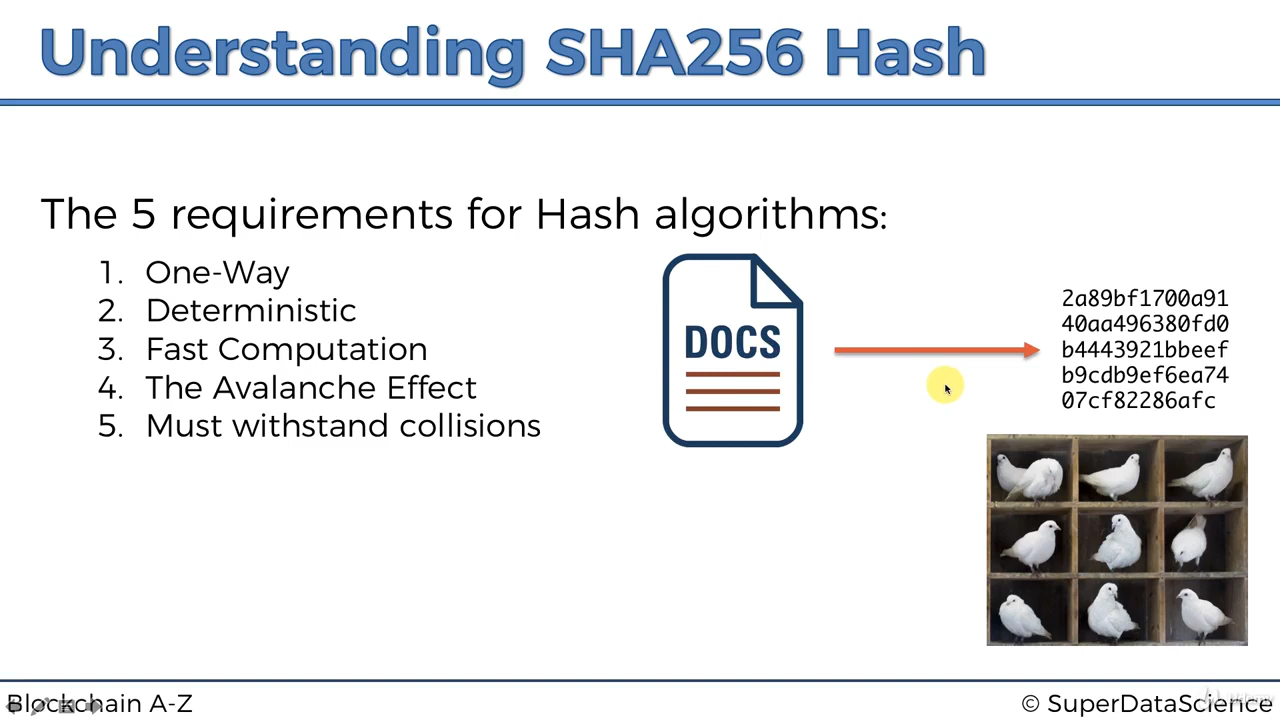 Understanding SHA256 Hash
The 5 requirements for Hash algorithms:
1. One-Way
2. Deterministic
3. Fast Computation
4. The Avalanche Effect
5. Must withstand collisions
DOCS
2a89bf1700a91
40aa496380fd0
b4443921bbeef
b9cdb9ef6ea74
07cf82286afc
Blockchain A-Z
© SuperDataScience